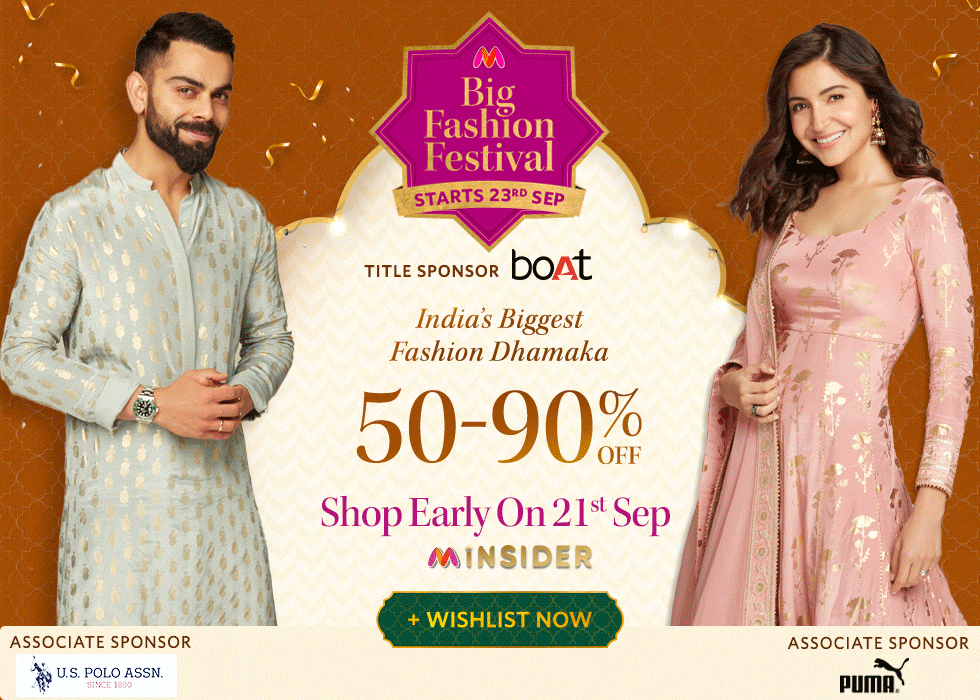 Big
Fashion
Festival
STARTS 23RD SEP
TITLE SPONSOR boAt
India's Biggest
Fashion Dhamaka
50-90% OFF
Shop Early On 21st Sep
INSIDER
+ WISHLIST NOW
ASSOCIATE SPONSOR
U.S. POLO ASSN.
SINCE 1890
ASSOCIATE SPONSOR
PUMA